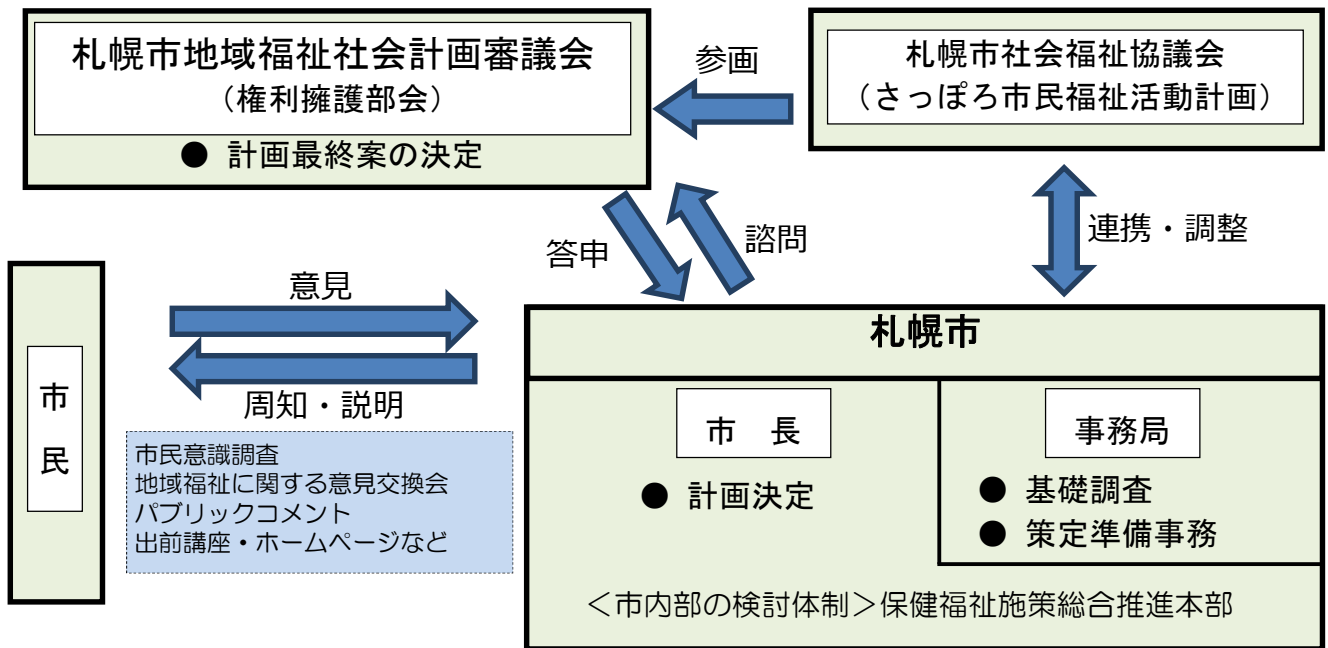 札幌市地域福祉社会計画審議会
（権利擁護部会）
● 計画最終案の決定
参画
札幌市社会福祉協議会
（さっぽろ市民福祉活動計画）
答申
諮問
連携・調整
市民
意見
周知・説明
市民意識調査
地域福祉に関する意見交換会
パブリックコメント
出前講座・ホームページなど
札幌市
市　長
● 計画決定
事務局
● 基礎調査
● 策定準備事務
＜市内部の検討体制＞保健福祉施策総合推進本部